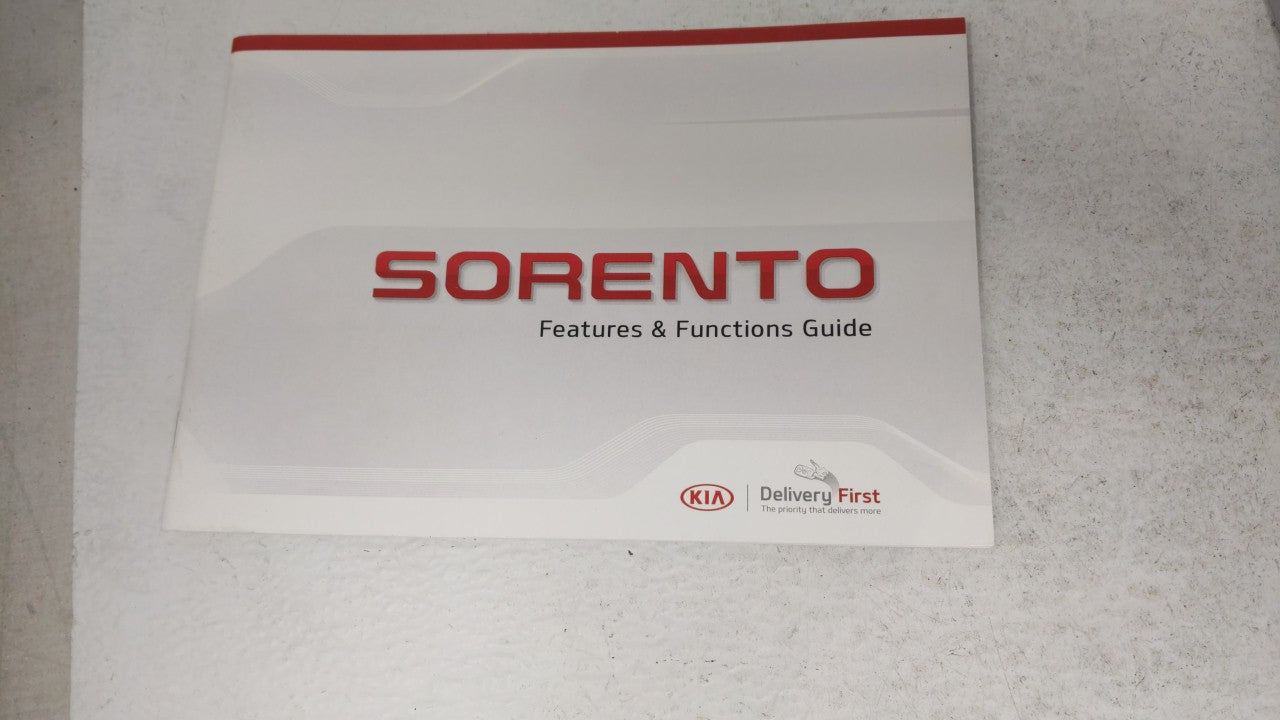 SORENTO
Features & Functions Guide
KIA
Delivery First
The priority that delivers more